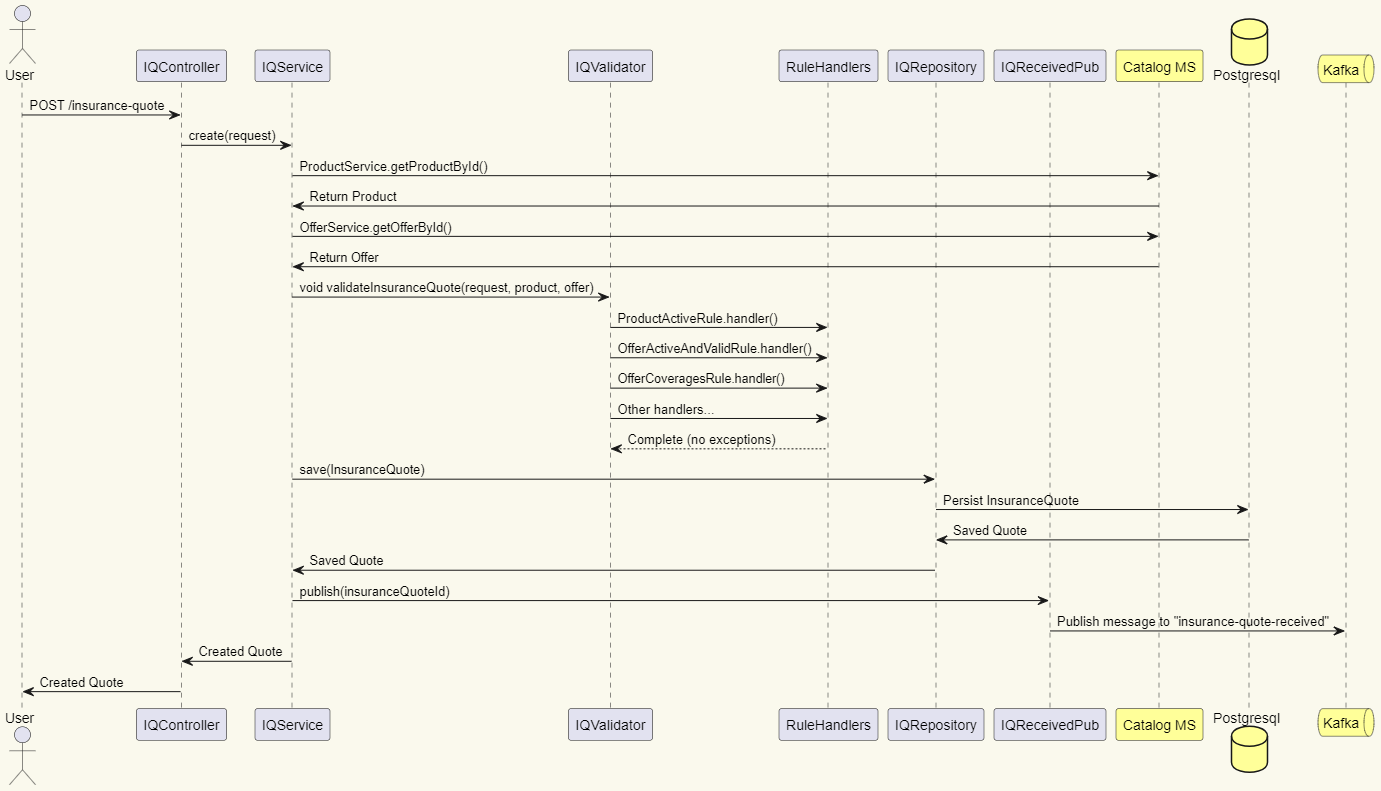 User
IQController
IQService
IQValidator
RuleHandlers
IQRepository
IQReceivedPub
Catalog MS
Postgresql
Kafka
POST /insurance-quote
create(request)
ProductService.getProductById()
Return Product
OfferService.getOfferById()
Return Offer
void validateInsuranceQuote(request, product, offer)
ProductActiveRule.handler()
OfferActiveAndValidRule.handler()
OfferCoveragesRule.handler()
Other handlers...
Complete (no exceptions)
save(InsuranceQuote)
Persist InsuranceQuote
Saved Quote
Saved Quote
publish(insuranceQuoteId)
Publish message to "insurance-quote-received"
Created Quote
Created Quote
User
IQController
IQService
IQValidator
RuleHandlers
IQRepository
IQReceivedPub
Catalog MS
Postgresql
Kafka